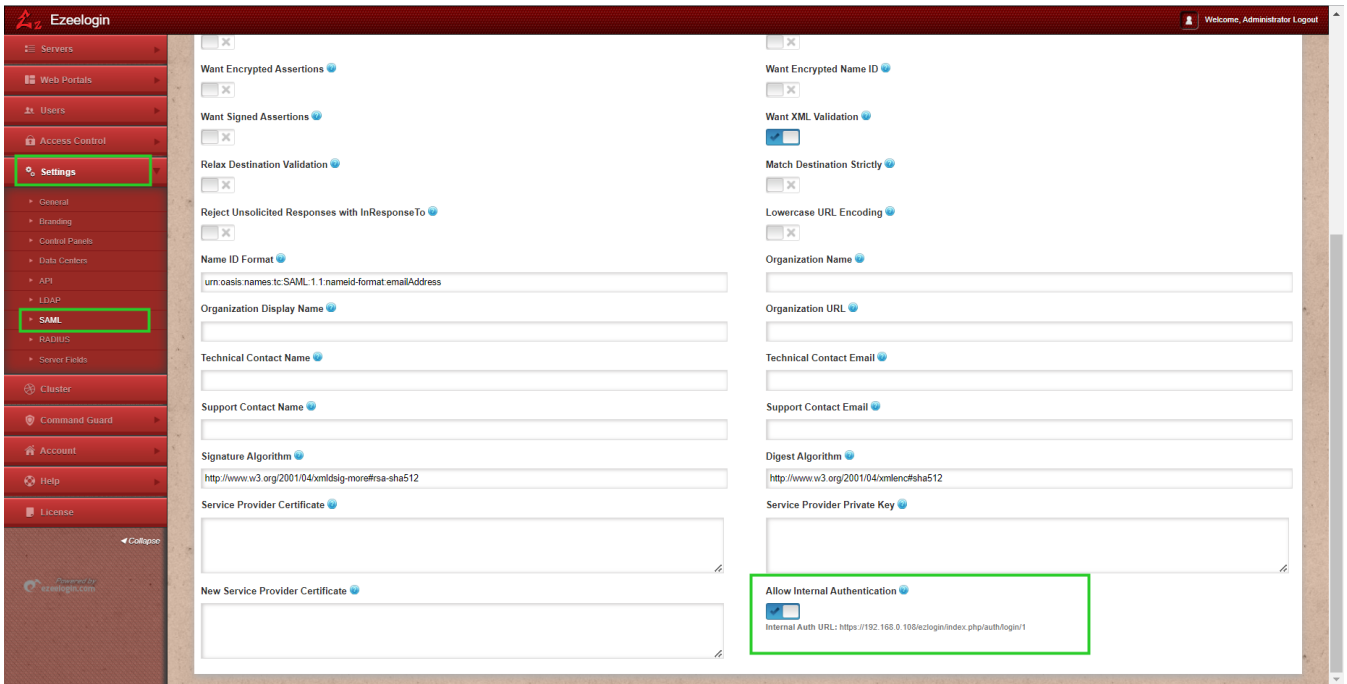 Ezeelogin
Welcome, Administrator Logout
Servers
Web Portals
Users
Access Control
Settings
General
Branding
Control Panels
Data Centers
API
LDAP
SAML
RADIUS
Server Fields
Cluster
Command Guard
Account
Help
License
Collapse
Powered by
ezeelogin.com
Want Encrypted Assertions
Want Encrypted Name ID
Want Signed Assertions
Want XML Validation
Relax Destination Validation
Match Destination Strictly
Reject Unsolicited Responses with InResponseTo
Lowercase URL Encoding
Name ID Format
Organization Name
urn:oasis:names:tc:SAML:1.1:nameid-format:emailAddress
Organization Display Name
Organization URL
Technical Contact Name
Technical Contact Email
Support Contact Name
Support Contact Email
Signature Algorithm
Digest Algorithm
http://www.w3.org/2001/04/xmldsig-more#rsa-sha512
http://www.w3.org/2001/04/xmlenc#sha512
Service Provider Certificate
Service Provider Private Key
New Service Provider Certificate
Allow Internal Authentication
Internal Auth URL: https://192.168.0.108/ezlogin/index.php/auth/login/1